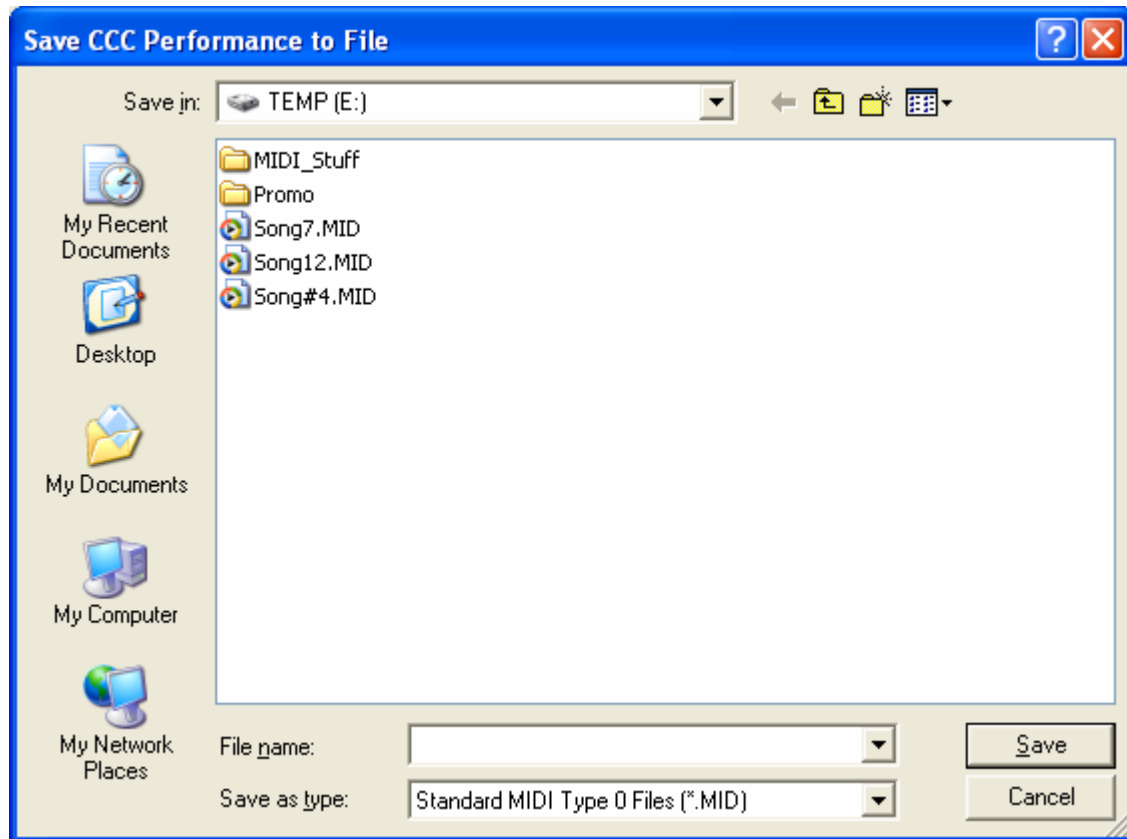 Save CCC Performance to File
Save in: TEMP (E:)
MIDI_Stuff
Promo
Song7.MID
Song12.MID
Song#4.MID
My Recent
Documents
Desktop
My Documents
My Computer
My Network
Places
File name:
Save
Save as type: Standard MIDI Type 0 Files (*.MID)
Cancel